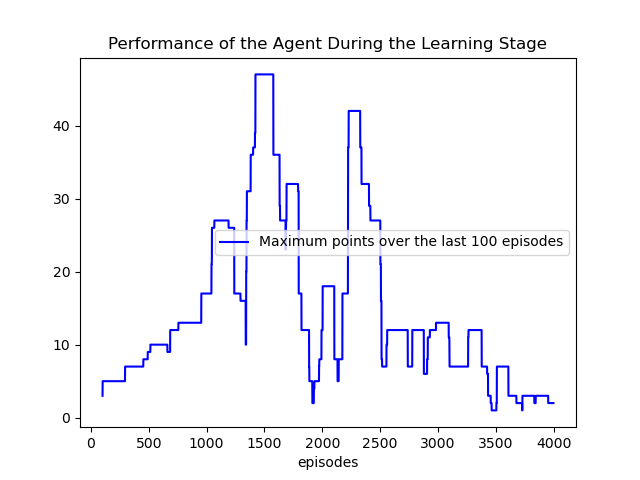 Performance of the Agent During the Learning Stage
40
30
Maximum points over the last 100 episodes
20
10
0
0 500 1000 1500 2000 2500 3000 3500 4000
episodes